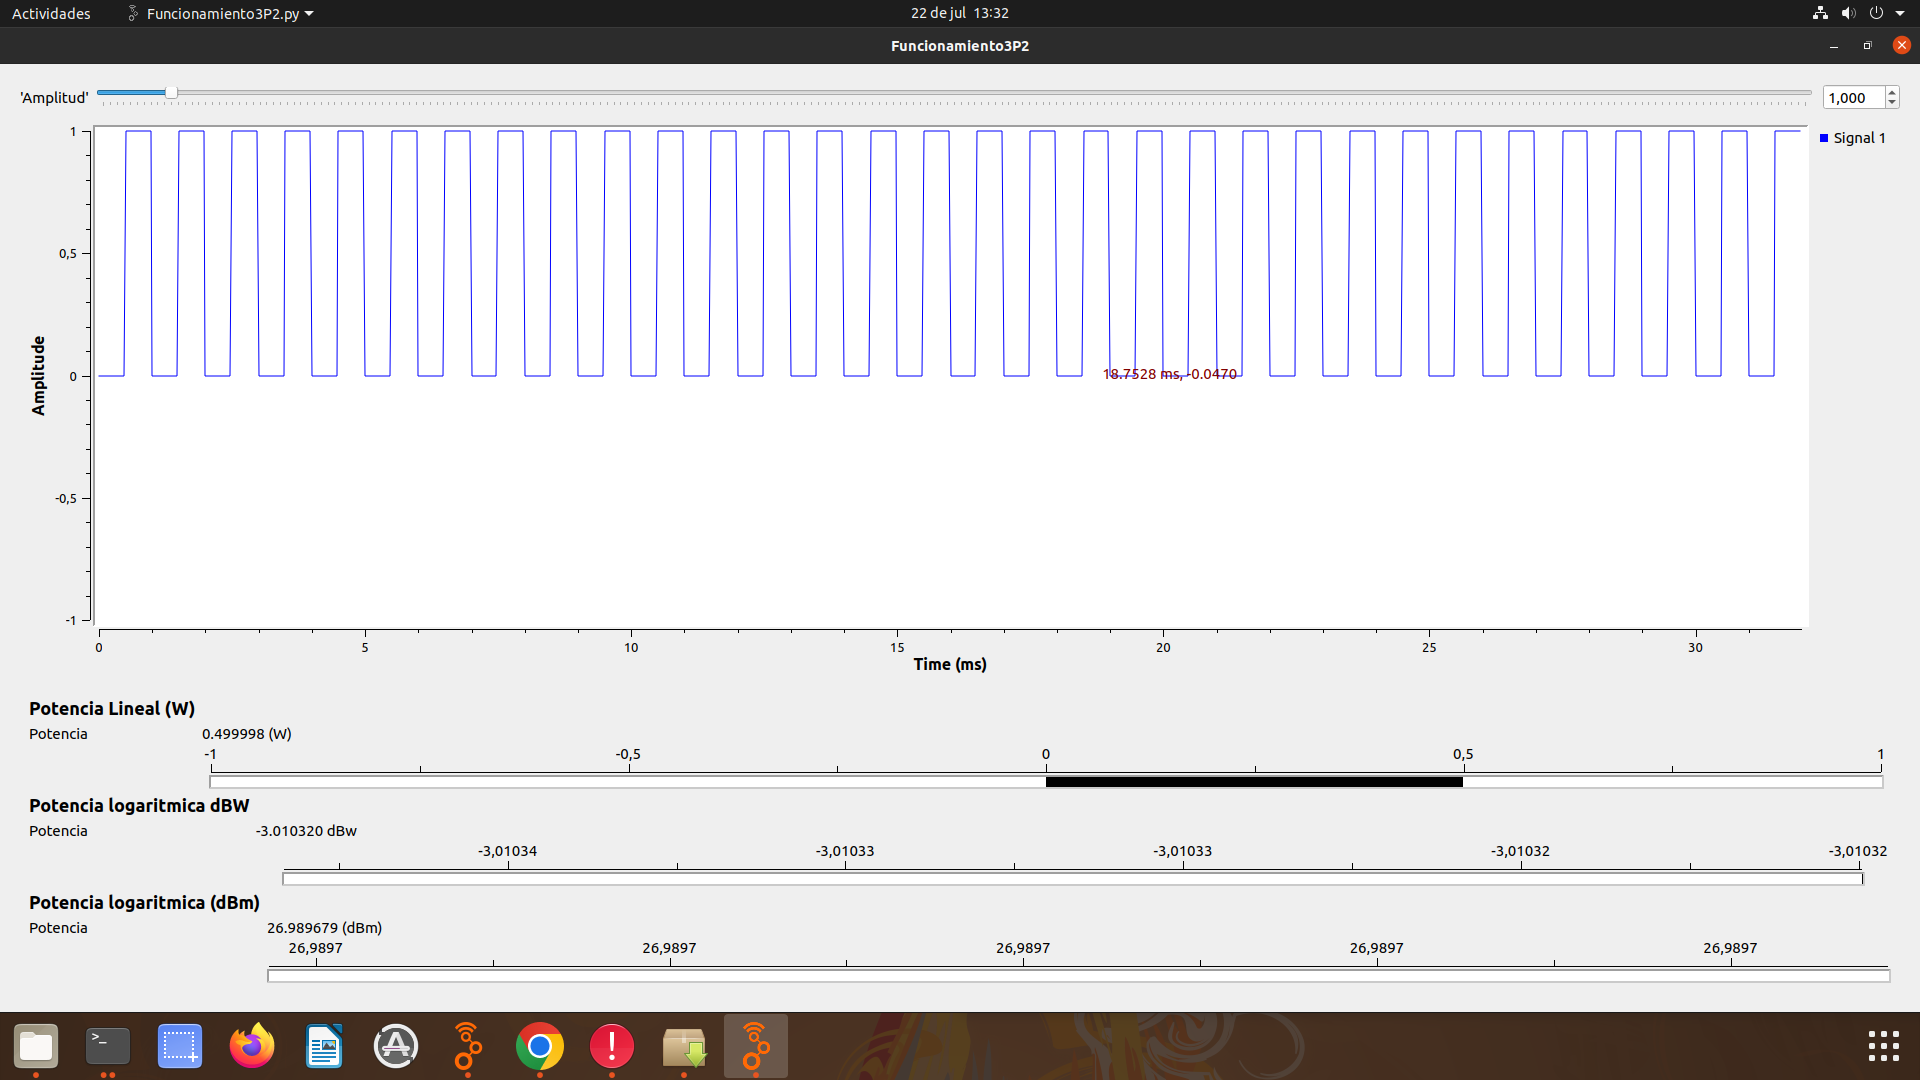 Actividades Funcionamiento3P2.py 22 de jul 13:32
Funcionamiento3P2
'Amplitud' 1,000
1
Signal 1
0,5
0
-0,5
-1
Amplitude
18.7528 ms, -0.0470
0 5 10 15 20 25 30
Time (ms)
Potencia Lineal (W)
Potencia 0.499998 (W)
-1 -0,5 0 0,5 1
Potencia logaritmica dBW
Potencia -3.010320 dBw
-3,01034 -3,01033 -3,01033 -3,01032 -3,01032
Potencia logaritmica (dBm)
Potencia 26.989679 (dBm)
26,9897 26,9897 26,9897 26,9897 26,9897